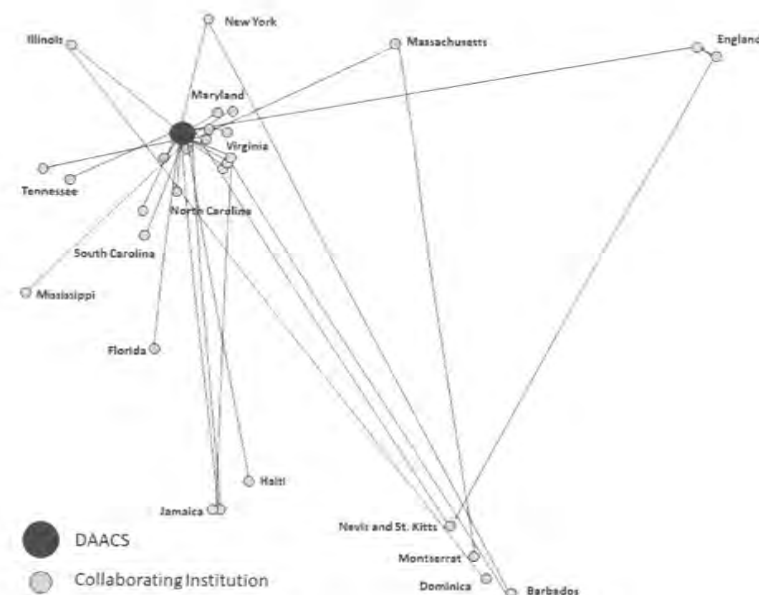 New York
Illinois
Massachusetts
England
Maryland
Virginia
Tennessee
North Carolina
South Carolina
Mississippi
Florida
Haiti
Jamaica
Nevis and St. Kitts
Montserrat
Dominica
Barbados
DAACS
Collaborating Institution